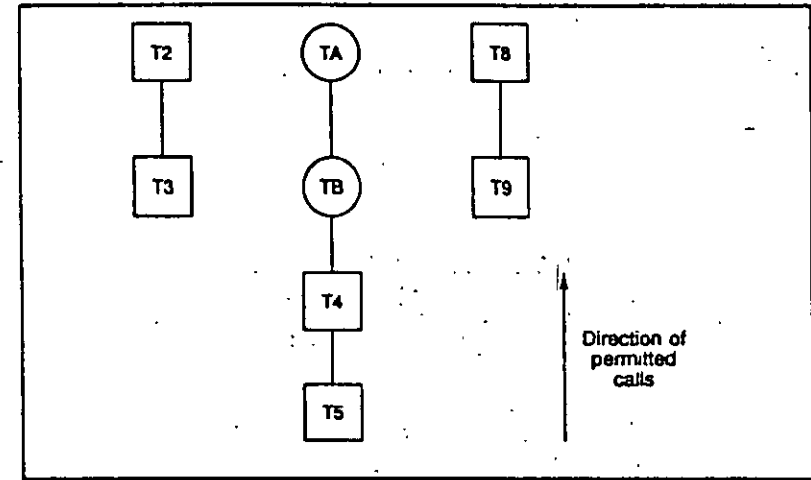 T2 TA T8
T3 TB T9
T4
Direction of
permitted
calls
T5